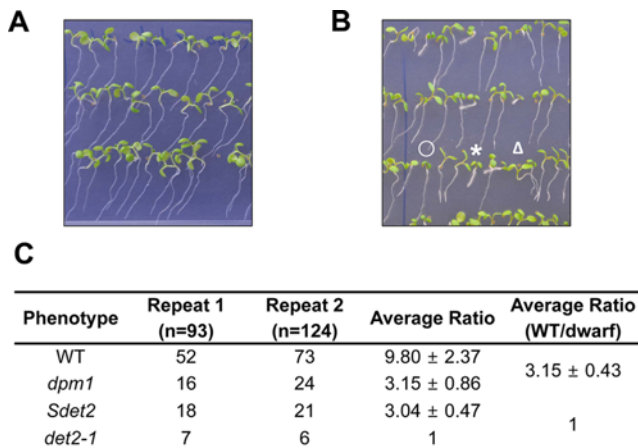 A
B
* Δ
C
Phenotype Repeat 1 (n=93) Repeat 2 (n=124) Average Ratio Average Ratio (WT/dwarf)
WT 52 73 9.80 ± 2.37 3.15 ± 0.43
dpm1 16 24 3.15 ± 0.86
Sdet2 18 21 3.04 ± 0.47 1
det2-1 7 6 1